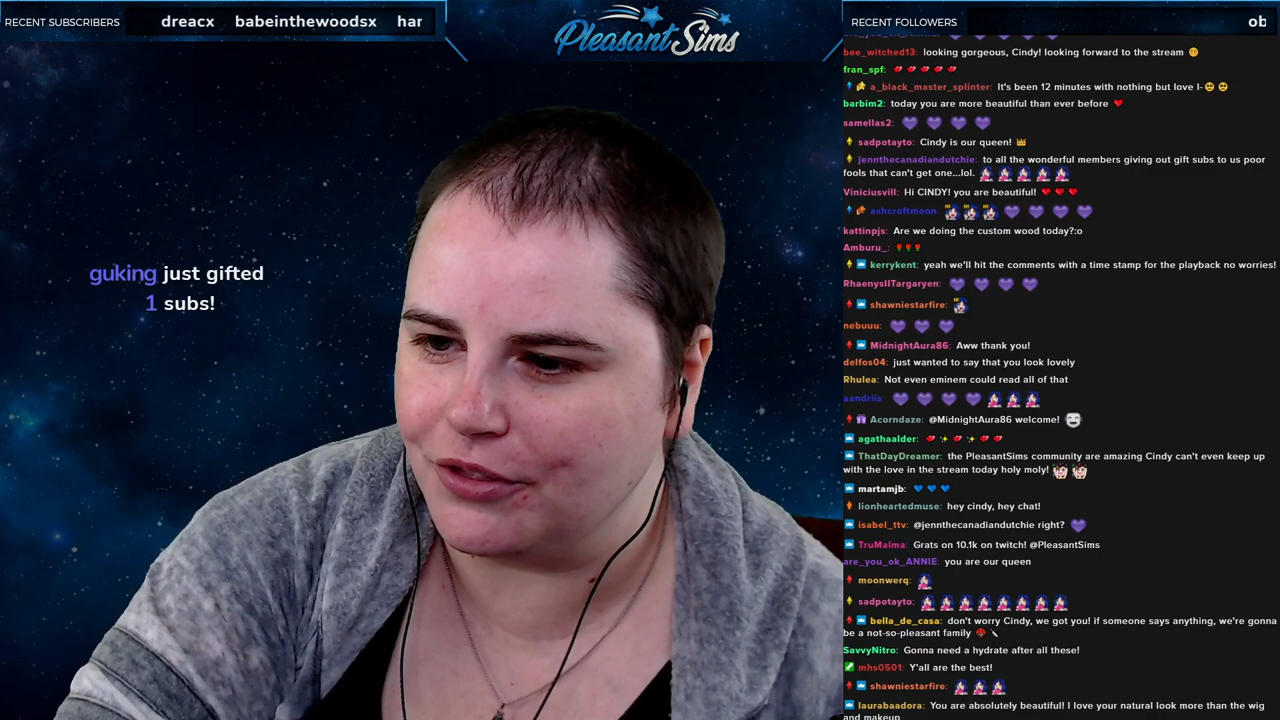 RECENT SUBSCRIBERS
dreacx babeinthewoodsx har
PleasantSims
RECENT FOLLOWERS
ob
guking just gifted
1 subs!
bee_witched13: looking gorgeous, Cindy! looking forward to the stream
fran_spf:
a_black_master_splinter: It's been 12 minutes with nothing but love I-
barbim2: today you are more beautiful than ever before
samellas2:
sadpotayto: Cindy is our queen!
jennthecanadiandutchie: to all the wonderful members giving out gift subs to us poor
fools that can't get one...lol.
Viniciusvill: Hi CINDY! you are beautiful!
ashcroftmoon:
kattinpjs: Are we doing the custom wood today?:o
Amburu_:
kerrykent: yeah we'll hit the comments with a time stamp for the playback no worries!
RhaenysIITargaryen:
shawniestarfire:
nebuuu:
MidnightAura86: Aww thank you!
delfos04: just wanted to say that you look lovely
Rhulea: Not even eminem could read all of that
aandriis:
Acorndaze: @MidnightAura86 welcome!
agathaalder:
ThatDayDreamer: the PleasantSims community are amazing Cindy can't even keep up
with the love in the stream today holy moly!
martamjb:
lionheartedmuse: hey cindy, hey chat!
isabel_ttv: @jennthecanadiandutchie right?
TruMalma: Grats on 10.1k on twitch! @PleasantSims
are_you_ok_ANNIE: you are our queen
moonwerq:
sadpotayto:
bella_de_casa: don't worry Cindy, we got you! if someone says anything, we're gonna
be a not-so-pleasant family
SavvyNitro: Gonna need a hydrate after all these!
mhs0501: Y'all are the best!
shawniestarfire:
laurabaadora: You are absolutely beautiful! I love your natural look more than the wig
and makeup